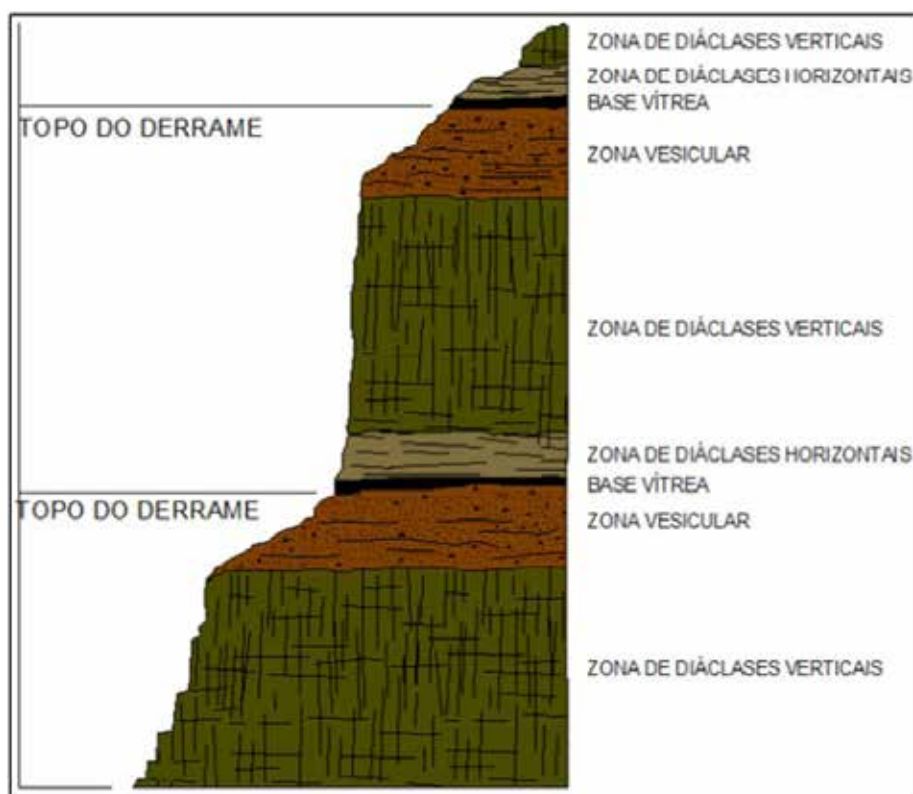 ZONA DE DIÁCLASES VERTICAIS
ZONA DE DIÁCLASES HORIZONTAIS
BASE VÍTREA
TOPO DO DERRAME
ZONA VESICULAR
ZONA DE DIÁCLASES VERTICAIS
ZONA DE DIÁCLASES HORIZONTAIS
BASE VÍTREA
TOPO DO DERRAME
ZONA VESICULAR
ZONA DE DIÁCLASES VERTICAIS